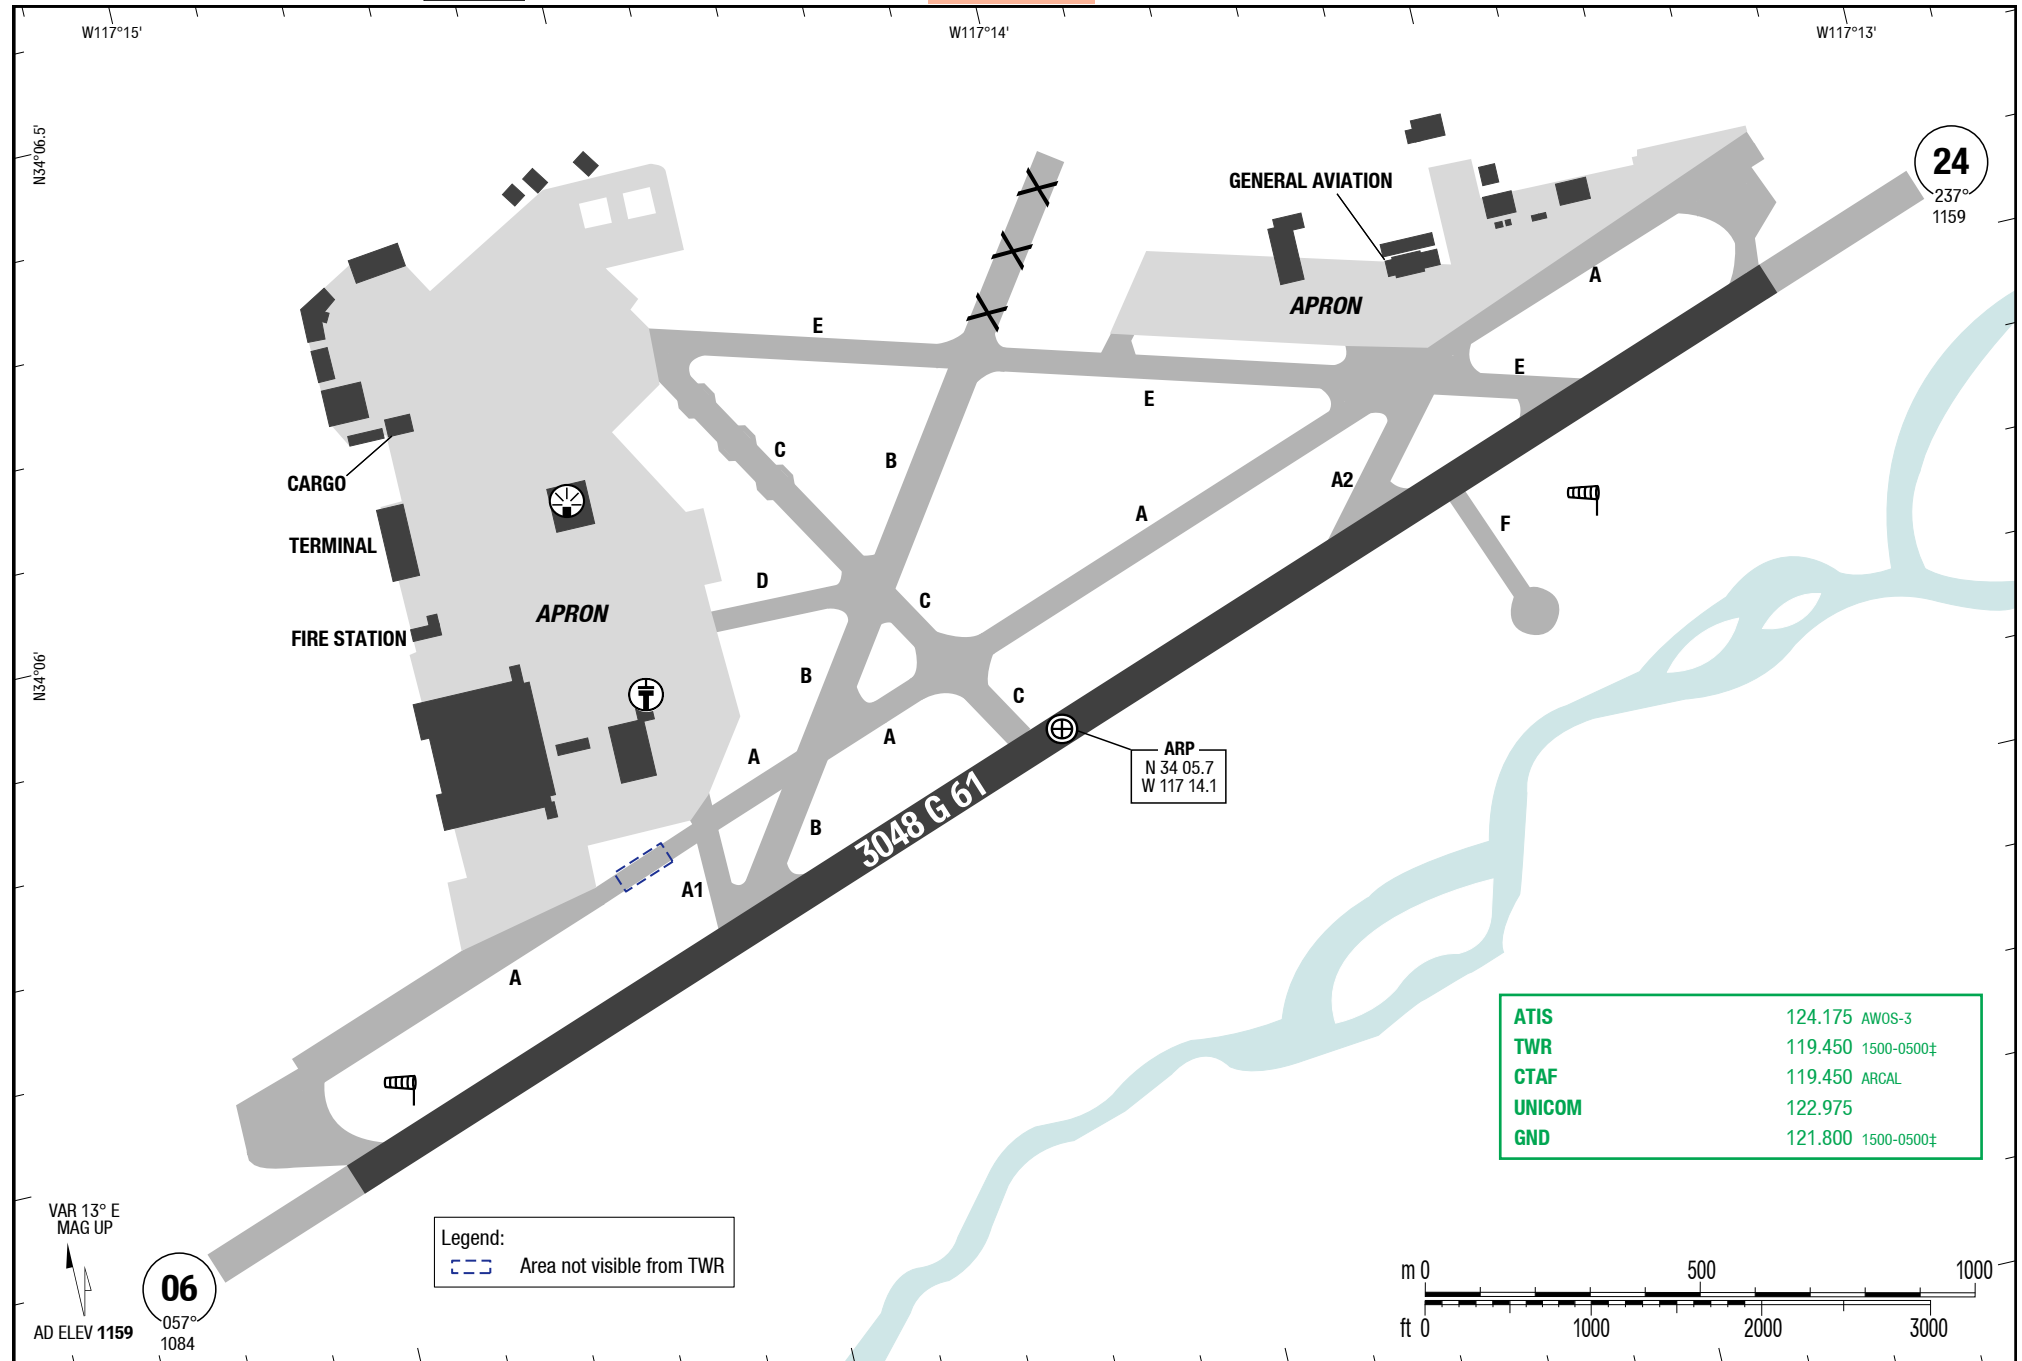 W117°15'
W117°14'
W117°13'
N34°06.5'
24
237°
1159
GENERAL AVIATION
A
APRON
E
E
E
C
B
A2
CARGO
A
F
TERMINAL
D
C
APRON
FIRE STATION
N34°06'
B
C
A
A
ARP
N 34 05.7
W 117 14.1
3048 G 61
B
A1
A
ATIS 124.175 AWOS-3
TWR 119.450 1500-0500‡
CTAF 119.450 ARCAL
UNICOM 122.975
GND 121.800 1500-0500‡
VAR 13° E
MAG UP
Legend:
Area not visible from TWR
06
057°
1084
AD ELEV 1159
m 0 500 1000
ft 0 1000 2000 3000